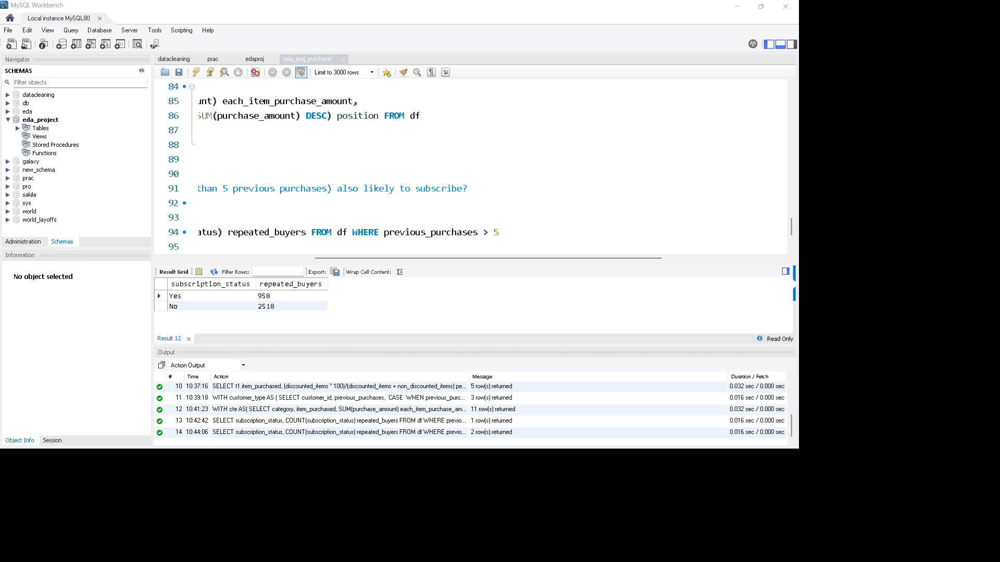 MySQL Workbench
Local instance MySQL80
File Edit View Query Database Server Tools Scripting Help
Navigator
SCHEMAS
Filter objects
datacleaning
db
eda
eda_project
Tables
Views
Stored Procedures
Functions
galaxy
new_schema
prac
pro
sakila
sys
world
world_layoffs
Administration Schemas
Information
No object selected
Object Info Session
datacleaning prac edaproj eda_proj_purchase*
Limit to 3000 rows
84
85 unt) each_item_purchase_amount,
86 SUM(purchase_amount) DESC) position FROM df
87
88
89
90
91 than 5 previous purchases) also likely to subscribe?
92
93
94 atus) repeated_buyers FROM df WHERE previous_purchases > 5
95
Result Grid Filter Rows: Export: Wrap Cell Content:
subscription_status repeated_buyers
Yes 958
No 2518
Result 12 Read Only
Output
Action Output
# Time Action Message Duration / Fetch
10 10:37:16 SELECT t1.item_purchased, (discounted_items * 100)/(discounted_items + non_discounted_items) pe... 5 row(s) returned 0.032 sec / 0.000 sec
11 10:39:18 WITH customer_type AS ( SELECT customer_id, previous_purchases, CASE WHEN previous_purc... 3 row(s) returned 0.016 sec / 0.000 sec
12 10:41:23 WITH cte AS( SELECT category, item_purchased, SUM(purchase_amount) each_item_purchase_am... 11 row(s) returned 0.032 sec / 0.000 sec
13 10:42:42 SELECT subscription_status, COUNT(subscription_status) repeated_buyers FROM df WHERE previo... 1 row(s) returned 0.016 sec / 0.000 sec
14 10:44:06 SELECT subscription_status, COUNT(subscription_status) repeated_buyers FROM df WHERE previo... 2 row(s) returned 0.016 sec / 0.000 sec